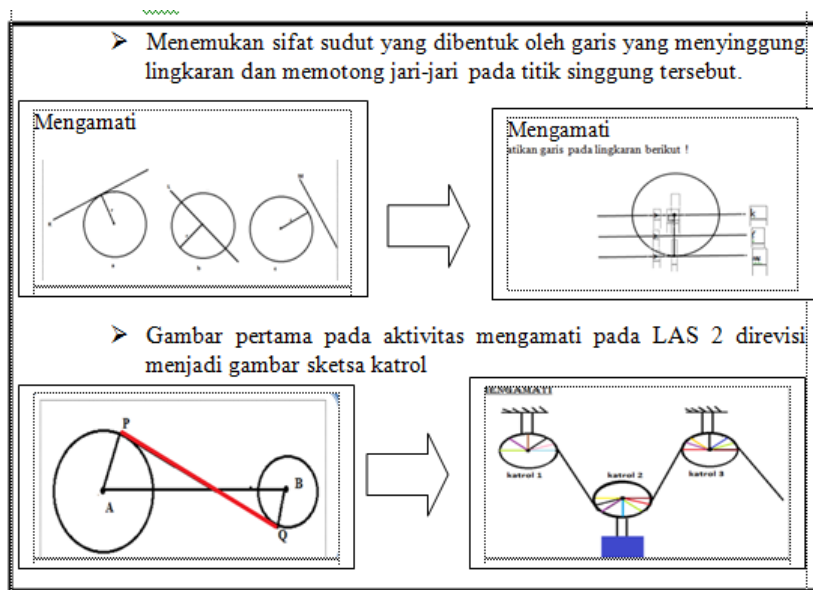 ➢ Menemukan sifat sudut yang dibentuk oleh garis yang menyinggung
lingkaran dan memotong jari-jari pada titik singgung tersebut.
Mengamati
a
b
c
Mengamati
atikan garis pada lingkaran berikut !
k
➢ Gambar pertama pada aktivitas mengamati pada LAS 2 direvisi
menjadi gambar sketsa katrol
P
A
B
Q
MENGAMATI
katrol 1
katrol 2
katrol 3